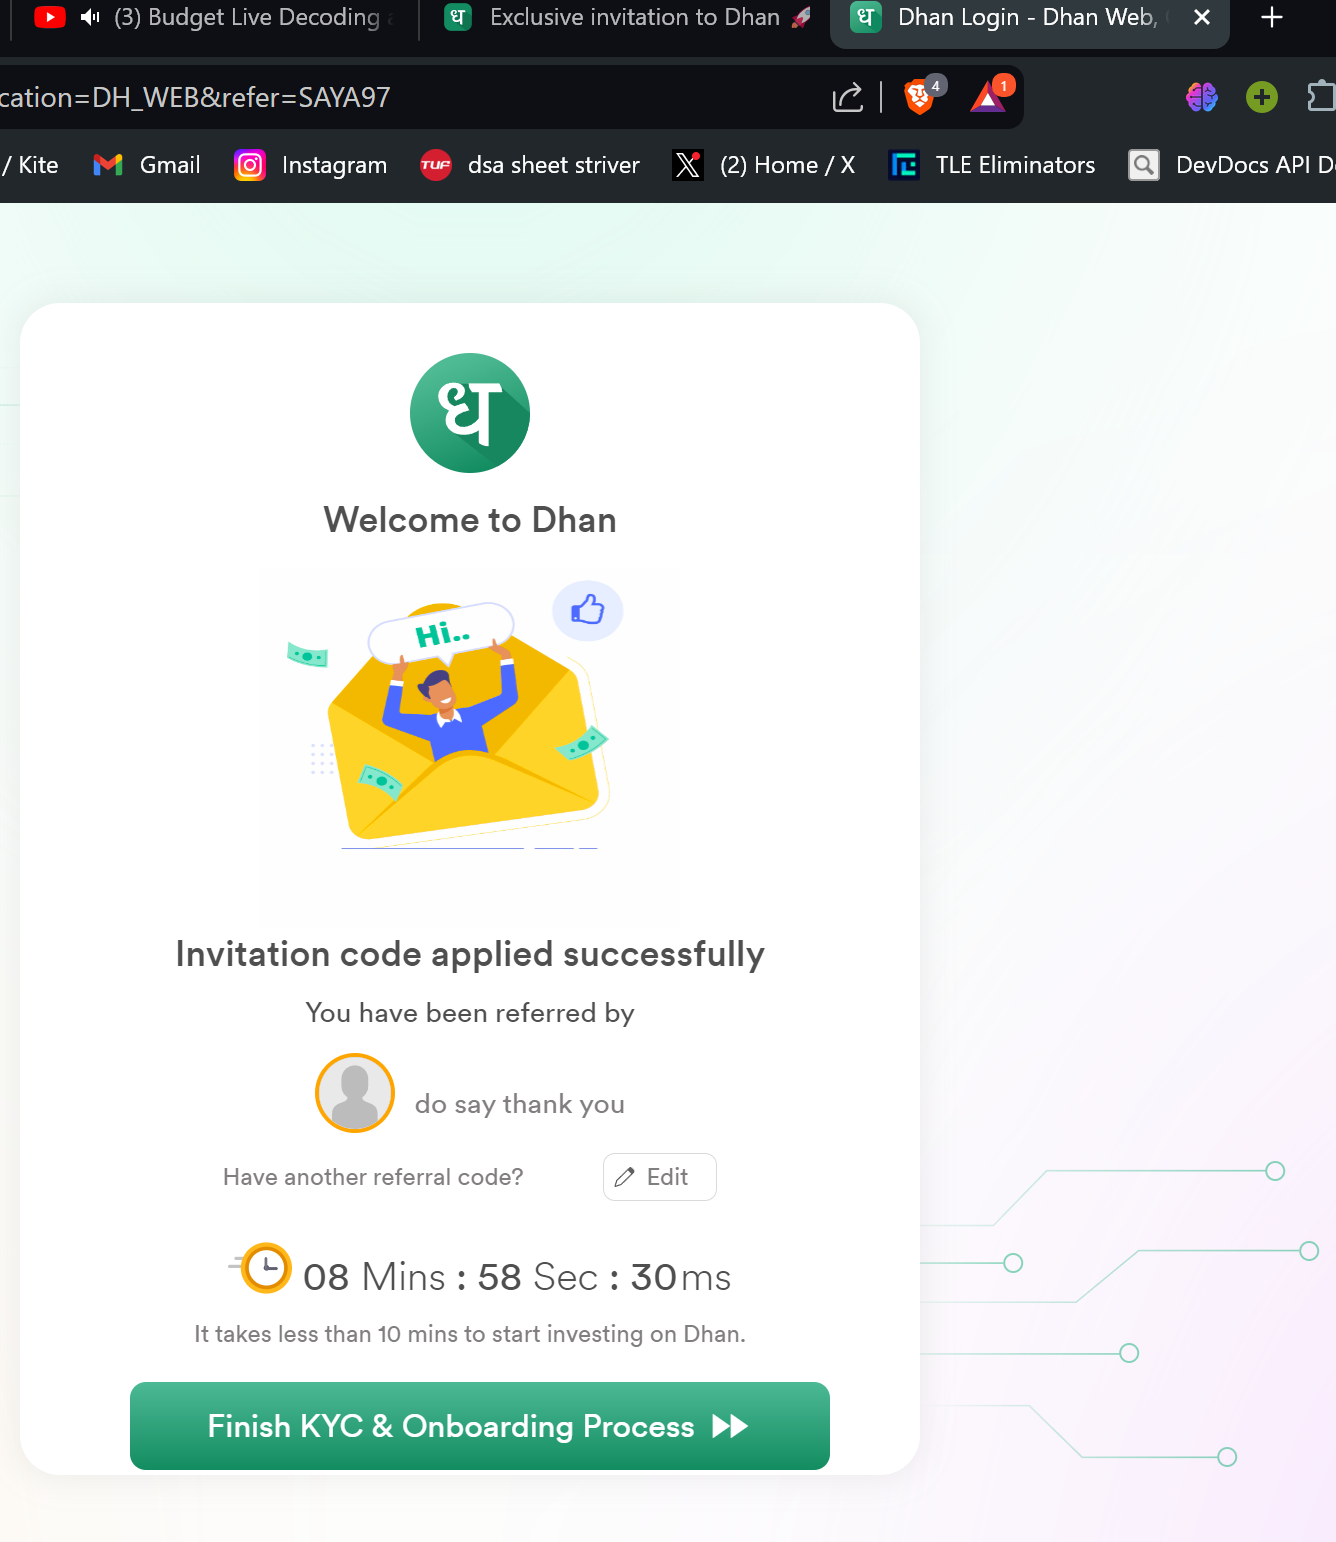 (3) Budget Live Decoding
Exclusive invitation to Dhan 🚀
ध
Dhan Login - Dhan Web,
cation=DH_WEB&refer=SAYA97
4
1
/ Kite
Gmail
Instagram
TUF
dsa sheet striver
(2) Home / X
TLE Eliminators
DevDocs API D
ध
Welcome to Dhan
Hi..
Invitation code applied successfully
You have been referred by
do say thank you
Have another referral code?
Edit
08 Mins : 58 Sec : 30ms
It takes less than 10 mins to start investing on Dhan.
Finish KYC & Onboarding Process